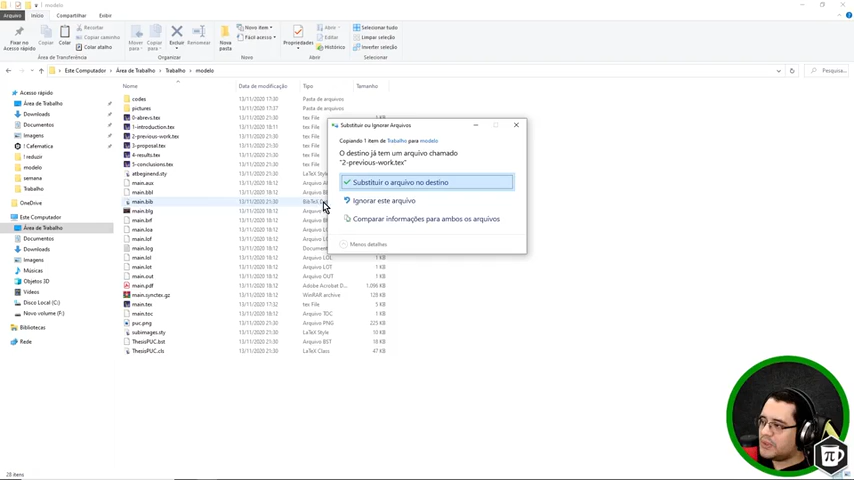 modelo
Arquivo Início Compartilhar Exibir
Fixar no Acesso rápido
Copiar
Colar
Recortar
Copiar caminho
Colar atalho
Área de Transferência
Mover para
Copiar para
Excluir
Renomear
Organizar
Nova pasta
Novo item
Fácil acesso
Novo
Propriedades
Abrir
Editar
Histórico
Abrir
Selecionar tudo
Limpar seleção
Inverter seleção
Selecionar
Este Computador > Área de Trabalho > Trabalho > modelo
Pesquisa...
Nome Data de modificação Tipo Tamanho
Acesso rápido
Área de Trabalho
Downloads
Documentos
Imagens
! Cafematica
! reduzir
modelo
semana
Trabalho
OneDrive
Este Computador
Área de Trabalho
Documentos
Downloads
Imagens
Músicas
Objetos 3D
Vídeos
Disco Local (C:)
Novo volume (F:)
Bibliotecas
Rede
codes 13/11/2020 17:30 Pasta de arquivos
pictures 13/11/2020 17:37 Pasta de arquivos
0-abrevs.tex 13/11/2020 17:30 tex File
1-introduction.tex 13/11/2020 18:11 tex File
2-previous-work.tex 13/11/2020 21:30 tex File
3-proposal.tex 13/11/2020 21:30 tex File
4-results.tex 13/11/2020 21:30 tex File
5-conclusions.tex 13/11/2020 21:30 tex File
atbeginend.sty 13/11/2020 21:30 LaTeX Style
main.aux 13/11/2020 18:12
main.bbl 13/11/2020 18:12
main.bib 13/11/2020 21:30
main.blg 13/11/2020 18:12
main.brf 13/11/2020 18:12
main.loa 13/11/2020 18:12
main.lof 13/11/2020 18:12
main.log 13/11/2020 18:12
main.lol 13/11/2020 18:12 Arquivo LOL 1 KB
main.lot 13/11/2020 18:12 Arquivo LOT 1 KB
main.out 13/11/2020 18:12 Arquivo OUT 1 KB
main.pdf 13/11/2020 18:12 Adobe Acrobat D... 1.096 KB
main.synctex.gz 13/11/2020 18:12 WinRAR archive 128 KB
main.tex 13/11/2020 17:32 tex File 5 KB
main.toc 13/11/2020 18:12 Arquivo TOC 1 KB
puc.png 13/11/2020 21:30 Arquivo PNG 225 KB
subimages.sty 13/11/2020 21:30 LaTeX Style 10 KB
ThesisPUC.bst 13/11/2020 21:30 Arquivo BST 18 KB
ThesisPUC.cls 13/11/2020 21:30 LaTeX Class 47 KB
Substituir ou Ignorar Arquivos
Copiando 1 item de Trabalho para modelo
O destino já tem um arquivo chamado
"2-previous-work.tex"
Substituir o arquivo no destino
Ignorar este arquivo
Comparar informações para ambos os arquivos
Menos detalhes
28 itens
π